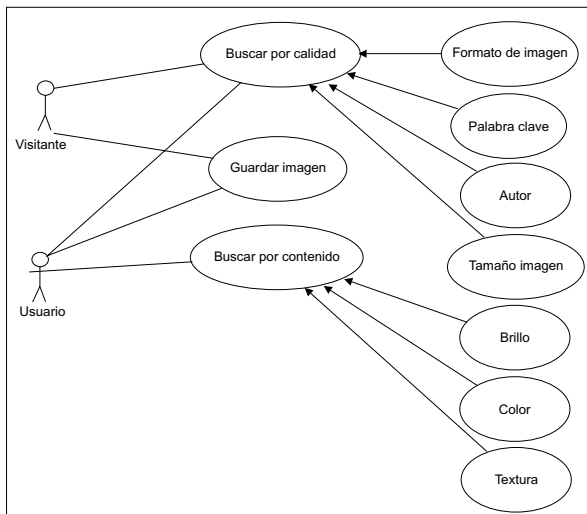 Buscar por calidad
Formato de imagen
Palabra clave
Visitante
Guardar imagen
Autor
Buscar por contenido
Tamaño imagen
Usuario
Brillo
Color
Textura